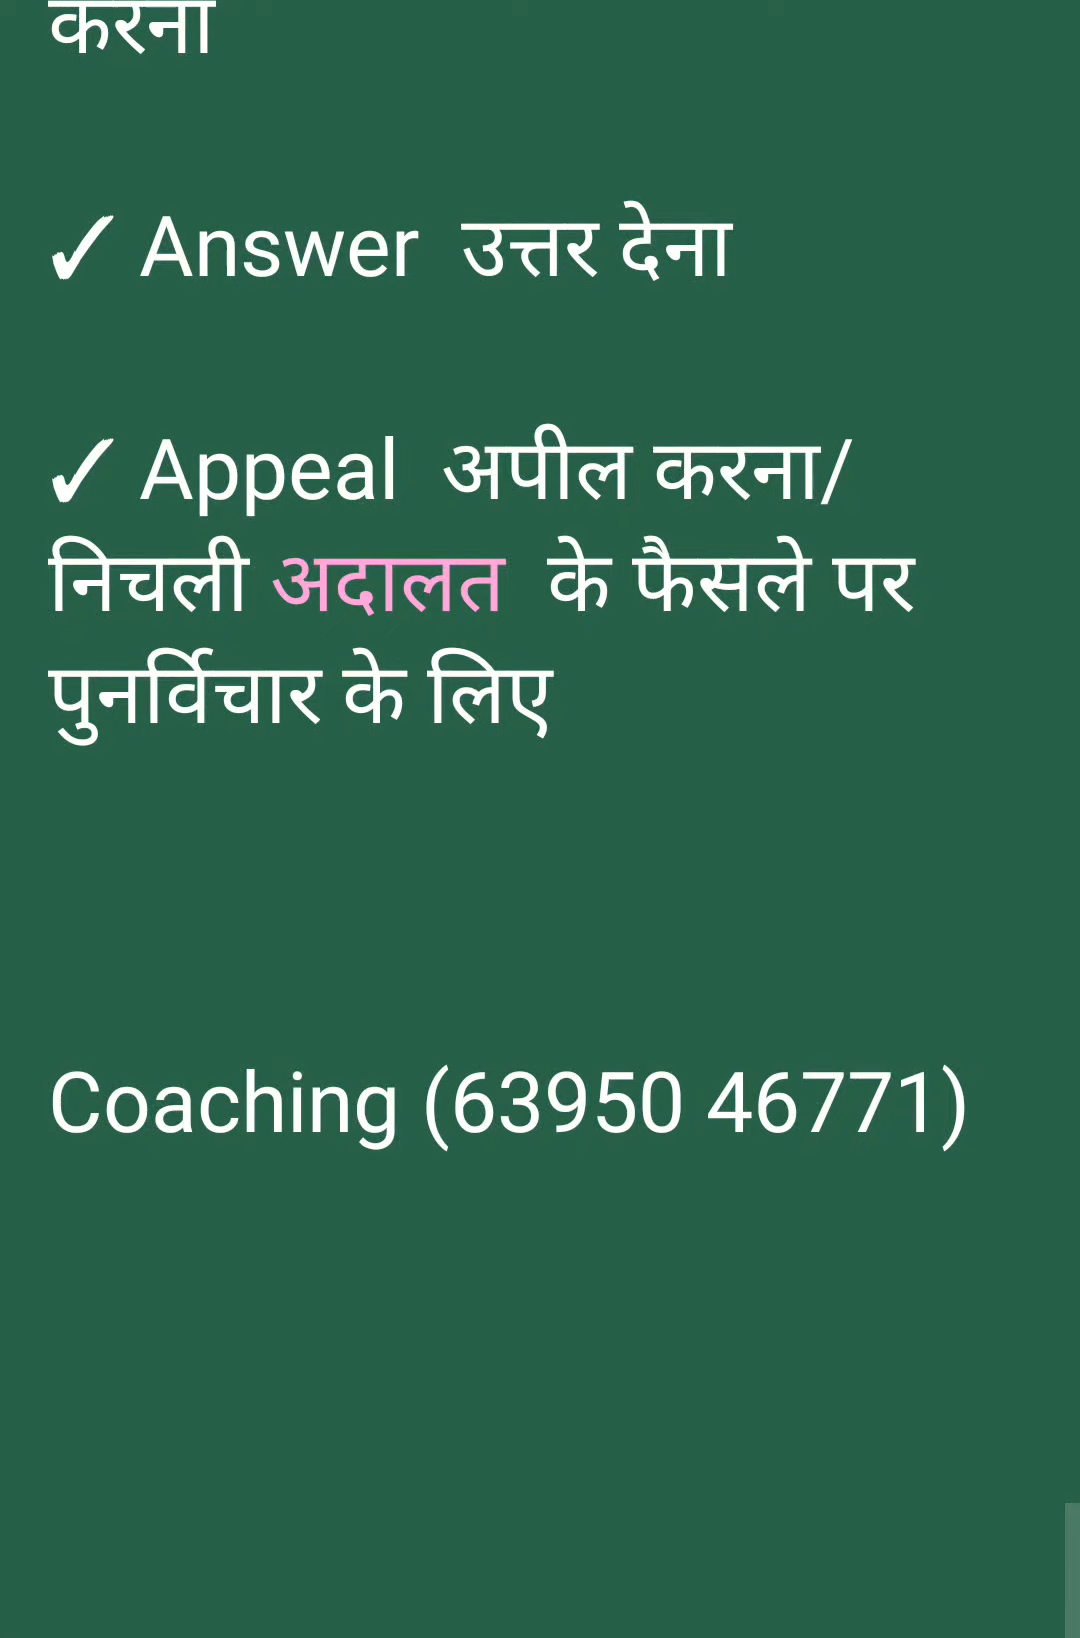 करना
✓ Answer उत्तर देना
✓ Appeal अपील करना/
निचली अदालत के फैसले पर
पुनर्विचार के लिए
Coaching (63950 46771)